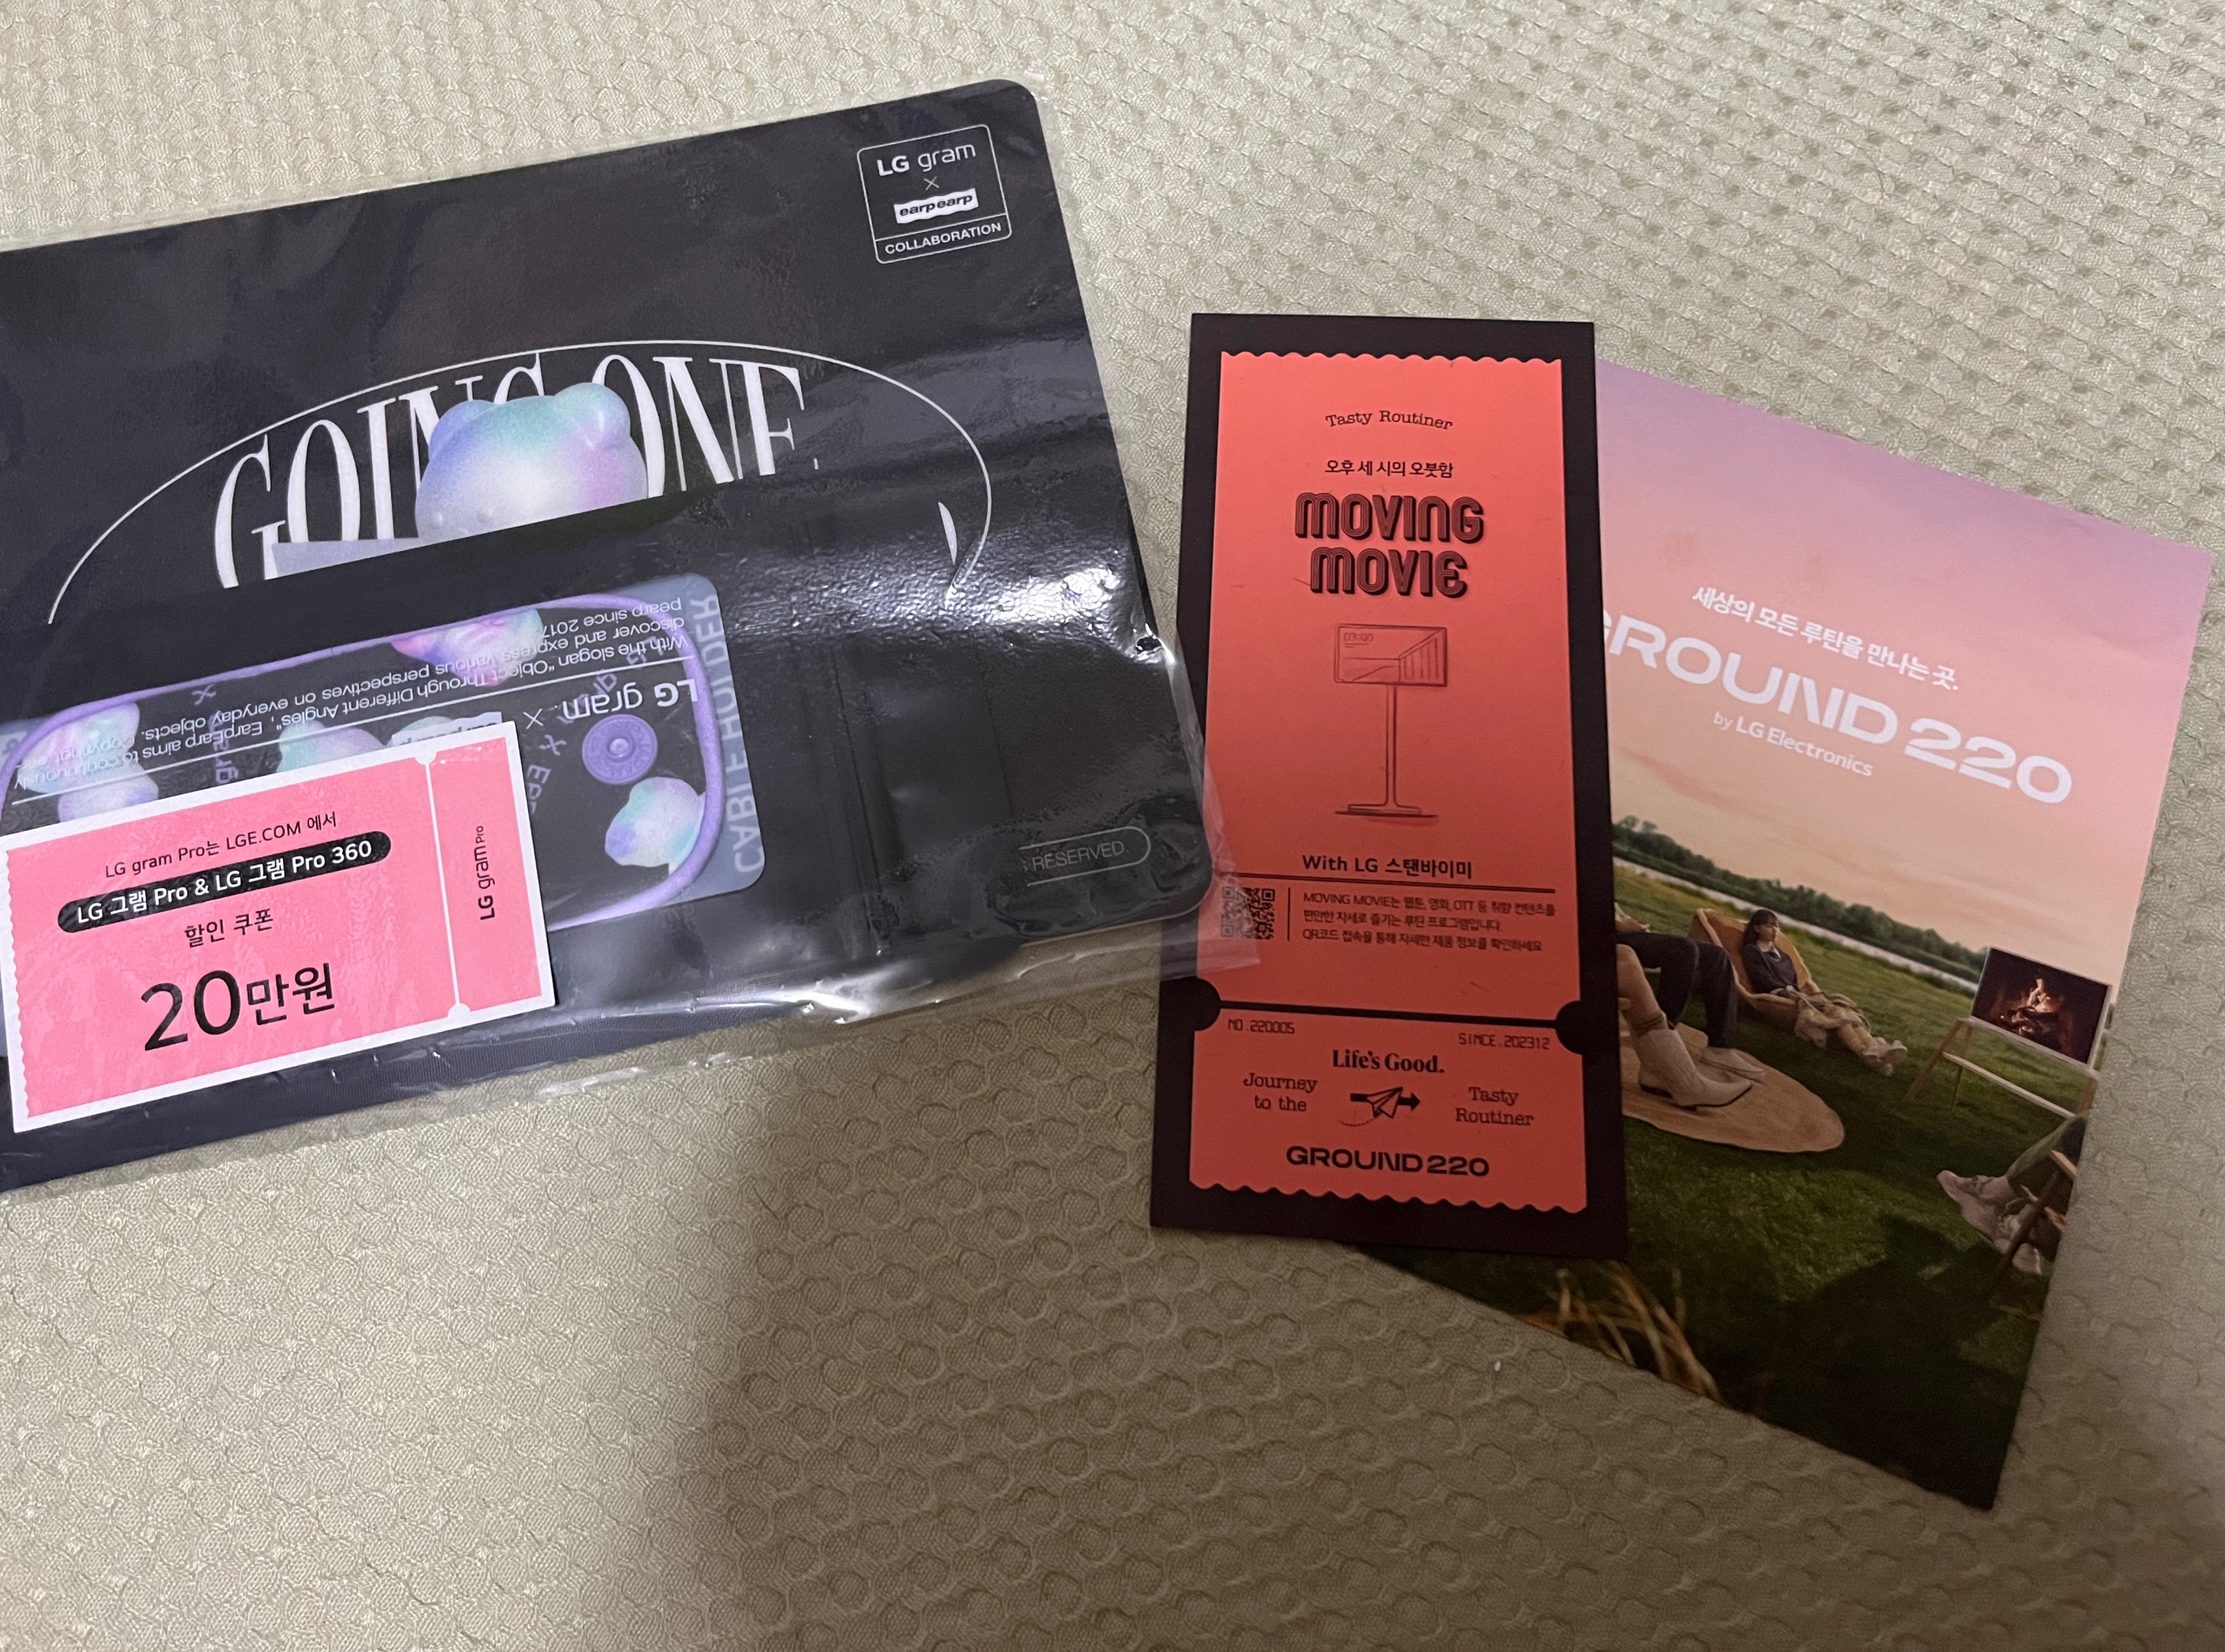 LG gram
×
earp earp
COLLABORATION
GOING ONE
pearp since 2017.
discover and express various perspectives on everyday objects.
With the slogan "Object Through Different Angles", EarpEarp aims to continuously
LG gram ×
CABLE HOLDER
RESERVED.
LG gram Pro는 LGE.COM 에서
LG 그램 Pro & LG 그램 Pro 360
할인 쿠폰
20만원
LG gram Pro
Tasty Routiner
오후 세 시의 오붓함
MOVING
MOVIE
03:00
With LG 스탠바이미
MOVING MOVIE는 웹툰, 영화, OTT 등 취향 컨텐츠를
편안한 자세로 즐기는 루틴 프로그램입니다.
QR코드 접속을 통해 자세한 제품 정보를 확인하세요
NO.220005
SINCE.202312
Life's Good.
Journey
to the
Tasty
Routiner
GROUND220
세상의 모든 루틴을 만나는 곳.
GROUND 220
by LG Electronics